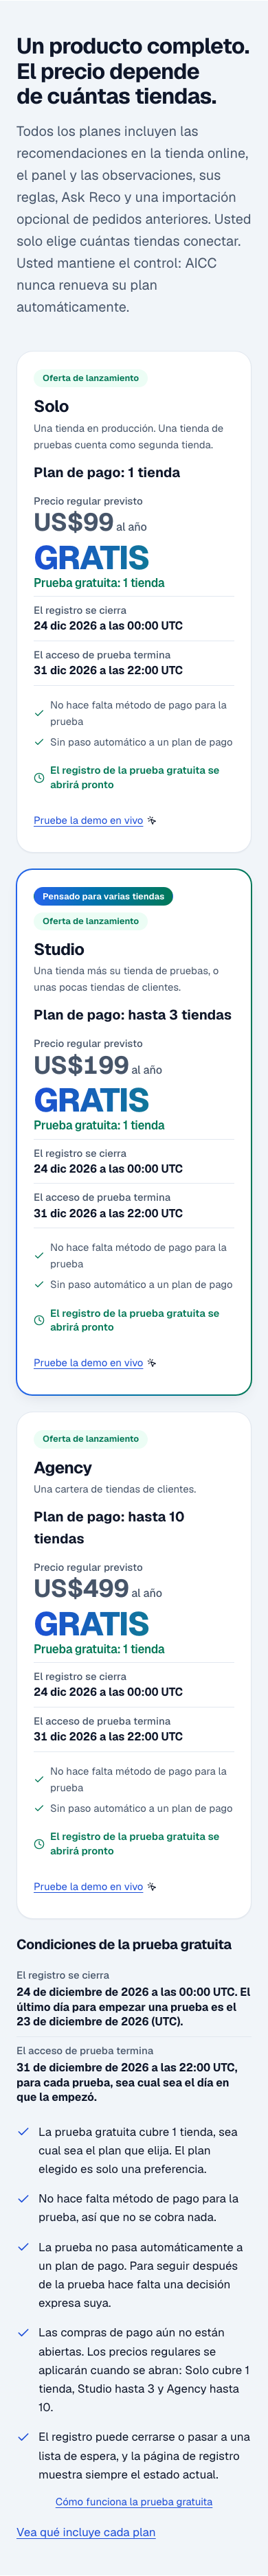 Un producto completo.
El precio depende
de cuántas tiendas.
Todos los planes incluyen las
recomendaciones en la tienda online,
el panel y las observaciones, sus
reglas, Ask Reco y una importación
opcional de pedidos anteriores. Usted
solo elige cuántas tiendas conectar.
Usted mantiene el control: AICC
nunca renueva su plan
automáticamente.
Oferta de lanzamiento
Solo
Una tienda en producción. Una tienda de
pruebas cuenta como segunda tienda.
Plan de pago: 1 tienda
Precio regular previsto
US$99 al año
GRATIS
Prueba gratuita: 1 tienda
El registro se cierra
24 dic 2026 a las 00:00 UTC
El acceso de prueba termina
31 dic 2026 a las 22:00 UTC
No hace falta método de pago para la
prueba
Sin paso automático a un plan de pago
El registro de la prueba gratuita se
abrirá pronto
Pruebe la demo en vivo
Pensado para varias tiendas
Oferta de lanzamiento
Studio
Una tienda más su tienda de pruebas, o
unas pocas tiendas de clientes.
Plan de pago: hasta 3 tiendas
Precio regular previsto
US$199 al año
GRATIS
Prueba gratuita: 1 tienda
El registro se cierra
24 dic 2026 a las 00:00 UTC
El acceso de prueba termina
31 dic 2026 a las 22:00 UTC
No hace falta método de pago para la
prueba
Sin paso automático a un plan de pago
El registro de la prueba gratuita se
abrirá pronto
Pruebe la demo en vivo
Oferta de lanzamiento
Agency
Una cartera de tiendas de clientes.
Plan de pago: hasta 10
tiendas
Precio regular previsto
US$499 al año
GRATIS
Prueba gratuita: 1 tienda
El registro se cierra
24 dic 2026 a las 00:00 UTC
El acceso de prueba termina
31 dic 2026 a las 22:00 UTC
No hace falta método de pago para la
prueba
Sin paso automático a un plan de pago
El registro de la prueba gratuita se
abrirá pronto
Pruebe la demo en vivo
Condiciones de la prueba gratuita
El registro se cierra
24 de diciembre de 2026 a las 00:00 UTC. El
último día para empezar una prueba es el
23 de diciembre de 2026 (UTC).
El acceso de prueba termina
31 de diciembre de 2026 a las 22:00 UTC,
para cada prueba, sea cual sea el día en
que la empezó.
La prueba gratuita cubre 1 tienda, sea
cual sea el plan que elija. El plan
elegido es solo una preferencia.
No hace falta método de pago para la
prueba, así que no se cobra nada.
La prueba no pasa automáticamente a
un plan de pago. Para seguir después
de la prueba hace falta una decisión
expresa suya.
Las compras de pago aún no están
abiertas. Los precios regulares se
aplicarán cuando se abran: Solo cubre 1
tienda, Studio hasta 3 y Agency hasta
10.
El registro puede cerrarse o pasar a una
lista de espera, y la página de registro
muestra siempre el estado actual.
Cómo funciona la prueba gratuita
Vea qué incluye cada plan